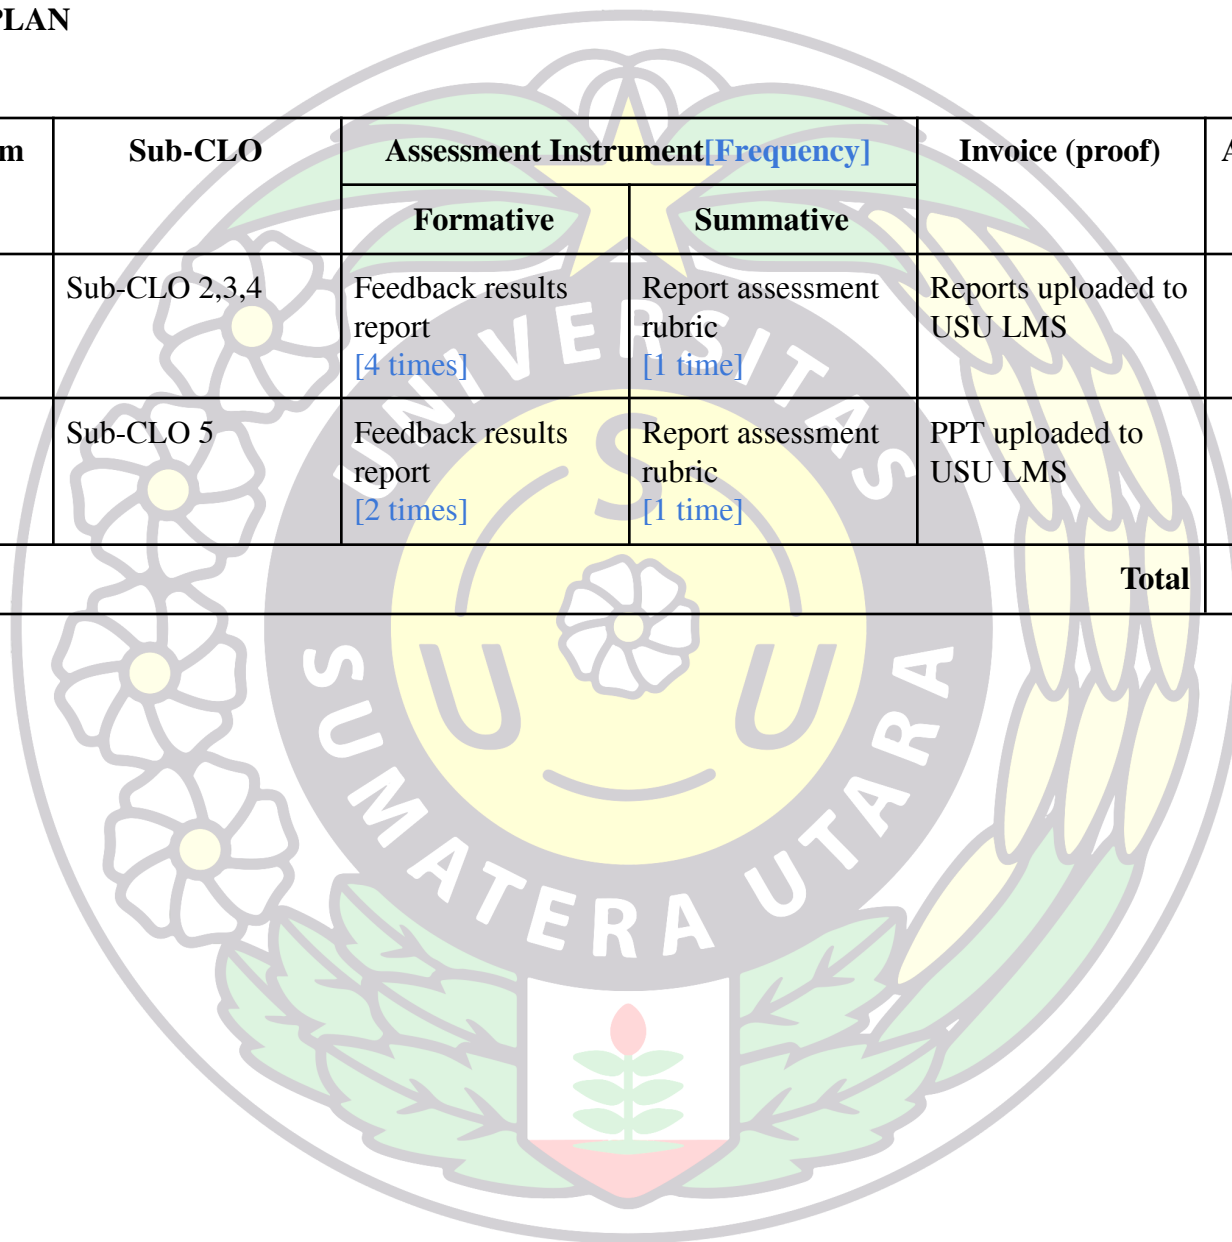 PLAN
m Sub-CLO Assessment Instrument[Frequency] Invoice (proof) A
Formative Summative
Sub-CLO 2,3,4 Feedback results Report assessment Reports uploaded to
report rubric USU LMS
[4 times] [1 time]
Sub-CLO 5 Feedback results Report assessment PPT uploaded to
report rubric USU LMS
[2 times] [1 time]
Total
UNIVERSITAS
S
U U
SUMATERA UTARA